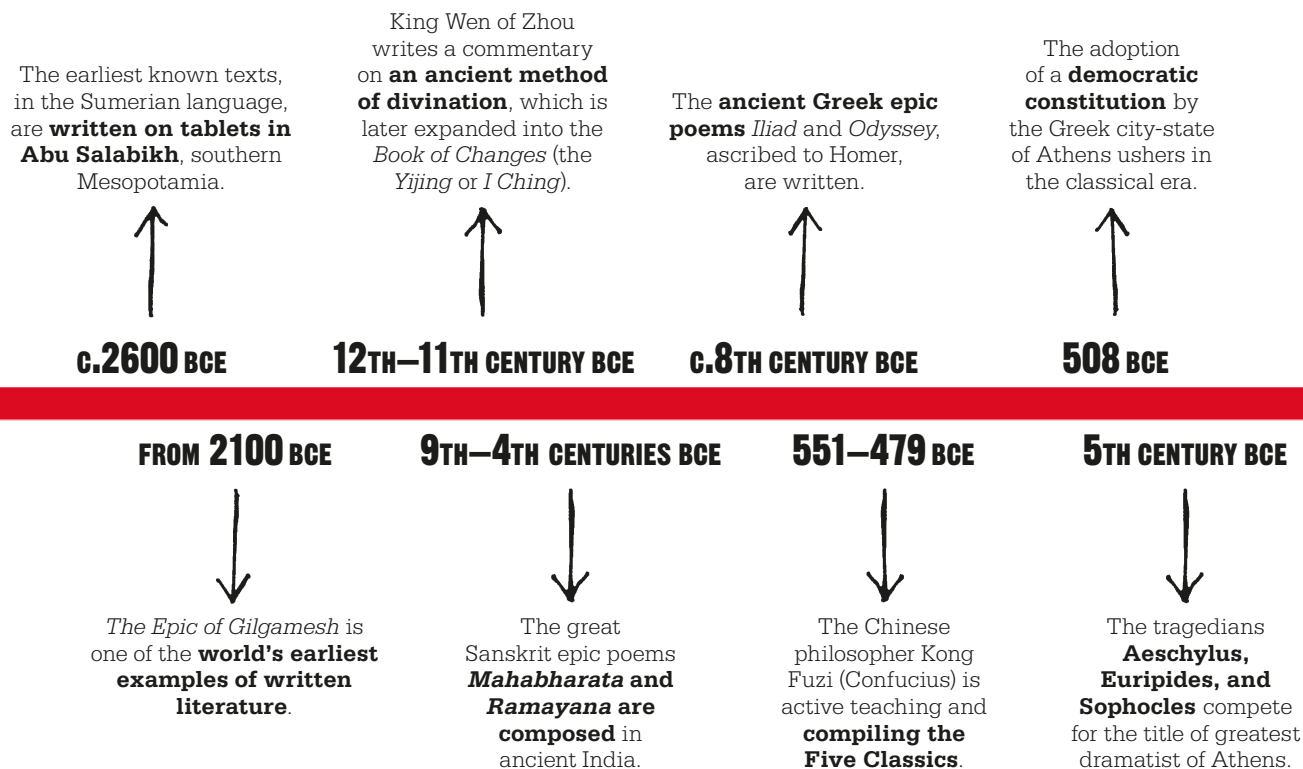 The earliest known texts,
in the Sumerian language,
are written on tablets in
Abu Salabikh, southern
Mesopotamia.
c.2600 BCE
King Wen of Zhou
writes a commentary
on an ancient method
of divination, which is
later expanded into the
Book of Changes (the
Yijing or I Ching).
12TH–11TH CENTURY BCE
The ancient Greek epic
poems Iliad and Odyssey,
ascribed to Homer,
are written.
c.8TH CENTURY BCE
The adoption
of a democratic
constitution by
the Greek city-state
of Athens ushers in
the classical era.
508 BCE
FROM 2100 BCE
The Epic of Gilgamesh is
one of the world's earliest
examples of written
literature.
9TH–4TH CENTURIES BCE
The great
Sanskrit epic poems
Mahabharata and
Ramayana are
composed in
ancient India.
551–479 BCE
The Chinese
philosopher Kong
Fuzi (Confucius) is
active teaching and
compiling the
Five Classics.
5TH CENTURY BCE
The tragedians
Aeschylus,
Euripides, and
Sophocles compete
for the title of greatest
dramatist of Athens.